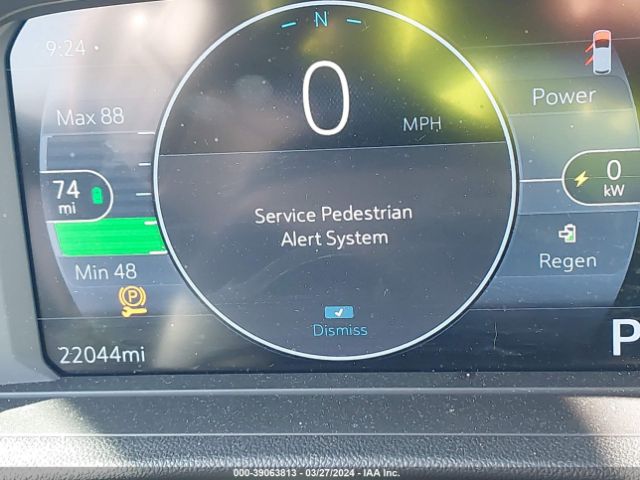 N
9:24
0
MPH
Max 88
Power
74
mi
0
kW
Service Pedestrian
Alert System
Min 48
Regen
P
Dismiss
22044mi
P
000-39063813 - 03/27/2024 - IAA Inc.